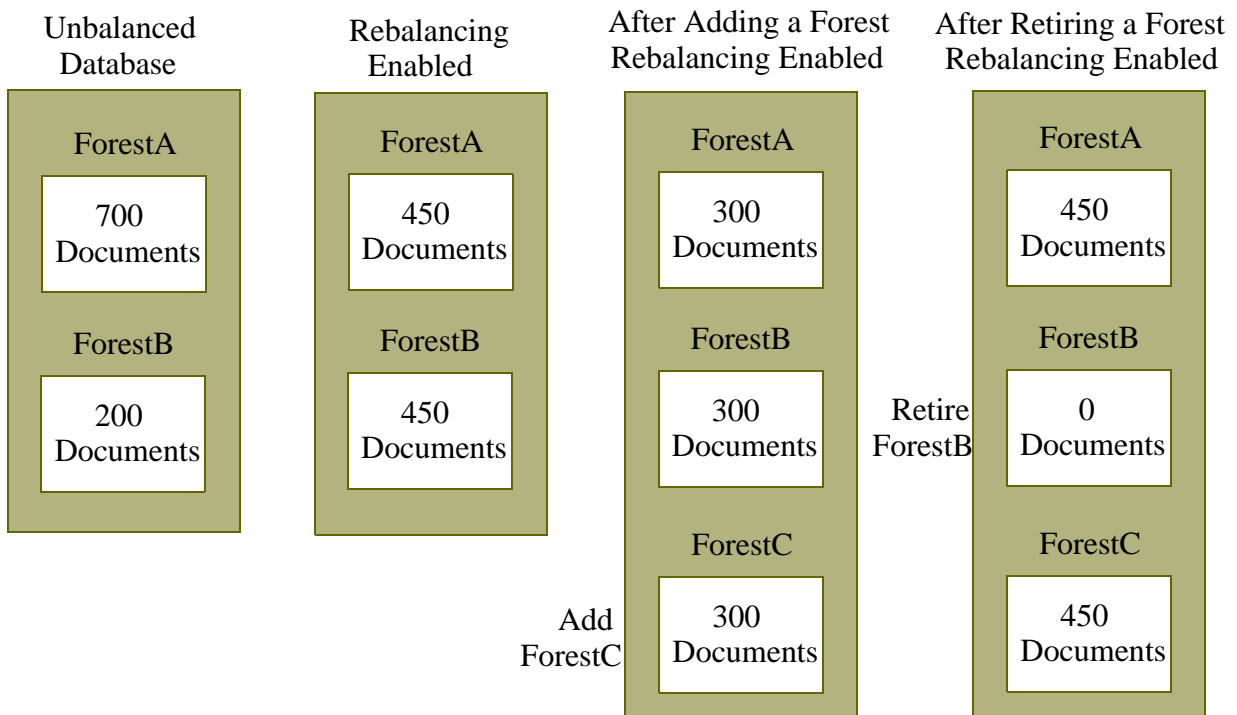 Unbalanced
Database
ForestA
700
Documents
ForestB
200
Documents
Rebalancing
Enabled
ForestA
450
Documents
ForestB
450
Documents
After Adding a Forest
Rebalancing Enabled
ForestA
300
Documents
ForestB
300
Documents
Add
ForestC
ForestC
300
Documents
After Retiring a Forest
Rebalancing Enabled
ForestA
450
Documents
Retire
ForestB
ForestB
0
Documents
ForestC
450
Documents